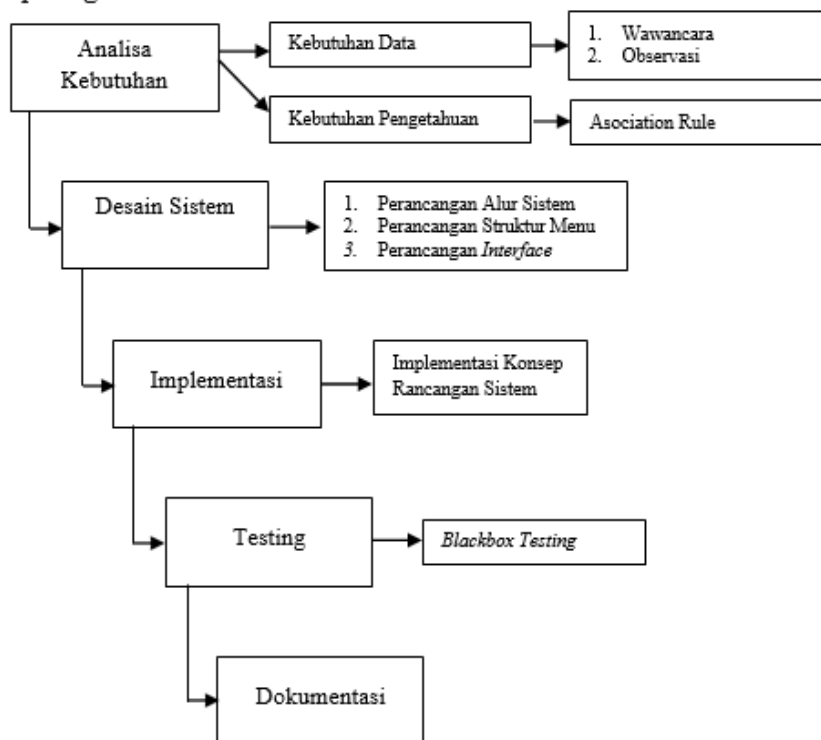 Analisa
Kebutuhan
Kebutuhan Data
1. Wawancara
2. Observasi
Kebutuhan Pengetahuan
Asociation Rule
Desain Sistem
1. Perancangan Alur Sistem
2. Perancangan Struktur Menu
3. Perancangan Interface
Implementasi
Implementasi Konsep
Rancangan Sistem
Testing
Blackbox Testing
Dokumentasi